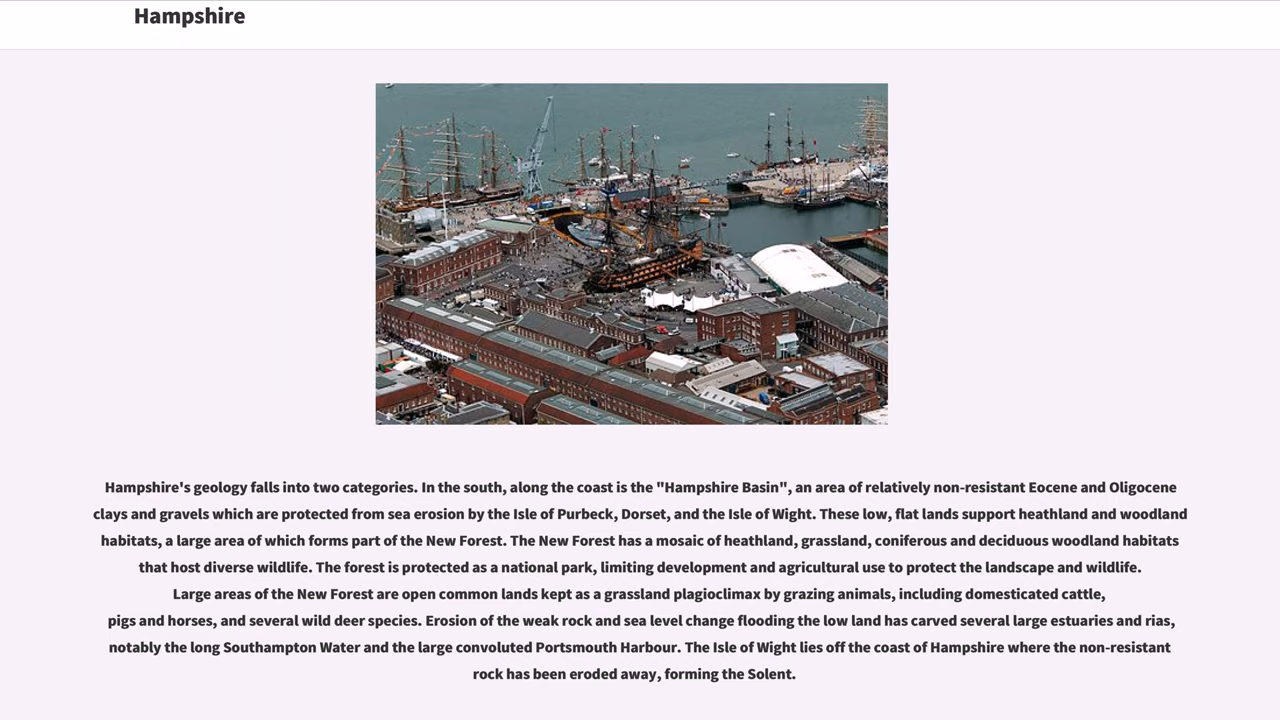 Hampshire
Hampshire's geology falls into two categories. In the south, along the coast is the "Hampshire Basin", an area of relatively non-resistant Eocene and Oligocene
clays and gravels which are protected from sea erosion by the Isle of Purbeck, Dorset, and the Isle of Wight. These low, flat lands support heathland and woodland
habitats, a large area of which forms part of the New Forest. The New Forest has a mosaic of heathland, grassland, coniferous and deciduous woodland habitats
that host diverse wildlife. The forest is protected as a national park, limiting development and agricultural use to protect the landscape and wildlife.
Large areas of the New Forest are open common lands kept as a grassland plagioclimax by grazing animals, including domesticated cattle,
pigs and horses, and several wild deer species. Erosion of the weak rock and sea level change flooding the low land has carved several large estuaries and rias,
notably the long Southampton Water and the large convoluted Portsmouth Harbour. The Isle of Wight lies off the coast of Hampshire where the non-resistant
rock has been eroded away, forming the Solent.